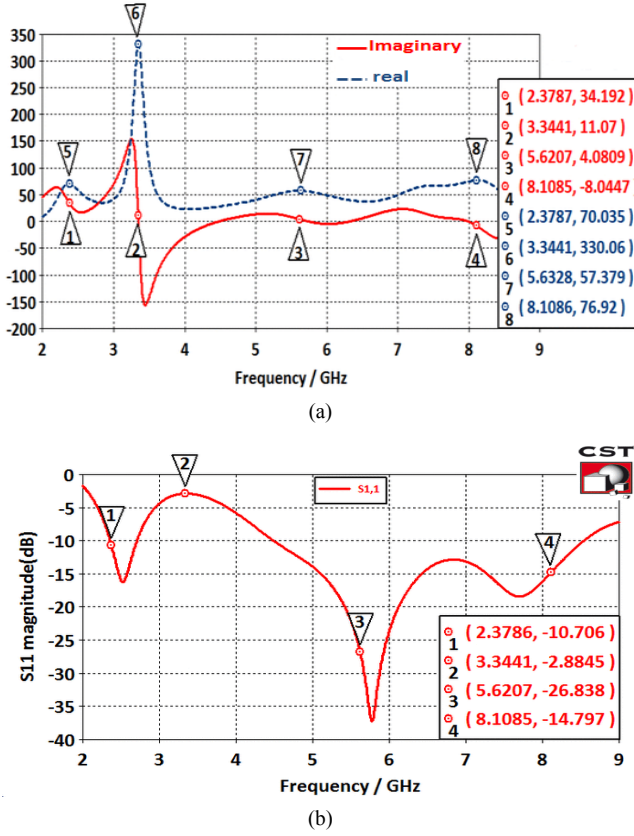 350
300
250
200
150
100
50
0
-50
-100
-150
-200
2 3 4 5 6 7 8 9
Frequency / GHz
Imaginary
real
5 1 6 2 7 3 8 4
1 ( 2.3787, 34.192 )
2 ( 3.3441, 11.07 )
3 ( 5.6207, 4.0809 )
4 ( 8.1085, -8.0447
5 ( 2.3787, 70.035 )
6 ( 3.3441, 330.06 )
7 ( 5.6328, 57.379 )
8 ( 8.1086, 76.92 )
(a)
CST
S11 magnitude(dB)
0
-5
-10
-15
-20
-25
-30
-35
-40
S1,1
1 2 3 4
1 ( 2.3786, -10.706 )
2 ( 3.3441, -2.8845 )
3 ( 5.6207, -26.838 )
4 ( 8.1085, -14.797 )
2 3 4 5 6 7 8 9
Frequency / GHz
(b)